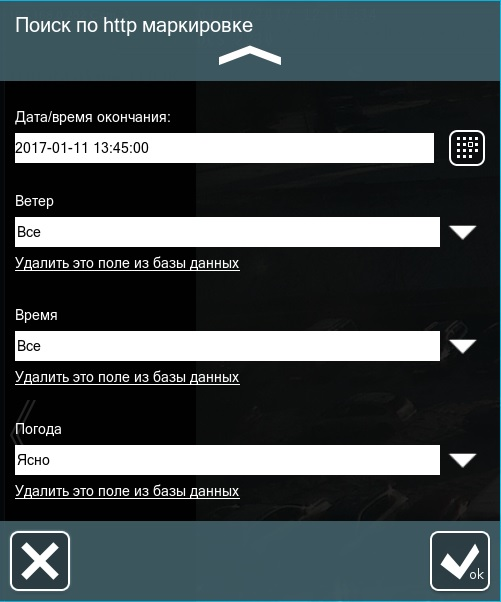 Поиск по http маркировке
Дата/время окончания:
2017-01-11 13:45:00
Ветер
Все
Удалить это поле из базы данных
Время
Все
Удалить это поле из базы данных
Погода
Ясно
Удалить это поле из базы данных
ok